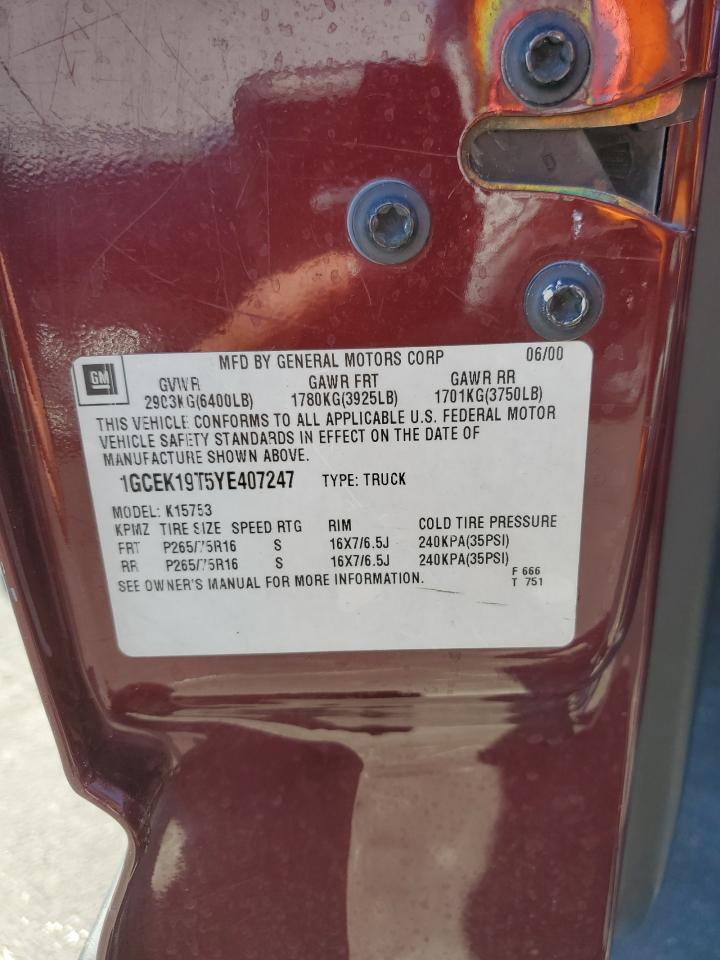 MFD BY GENERAL MOTORS CORP 06/00
GM
GVWR GAWR FRT GAWR RR
2903KG(6400LB) 1780KG(3925LB) 1701KG(3750LB)
THIS VEHICLE CONFORMS TO ALL APPLICABLE U.S. FEDERAL MOTOR
VEHICLE SAFETY STANDARDS IN EFFECT ON THE DATE OF
MANUFACTURE SHOWN ABOVE.
1GCEK19T5YE407247 TYPE: TRUCK
MODEL: K15753
KPMZ TIRE SIZE SPEED RTG RIM COLD TIRE PRESSURE
FRT P265/75R16 S 16X7/6.5J 240KPA(35PSI)
RR P265/75R16 S 16X7/6.5J 240KPA(35PSI)
SEE OWNER'S MANUAL FOR MORE INFORMATION. F 666
T 751